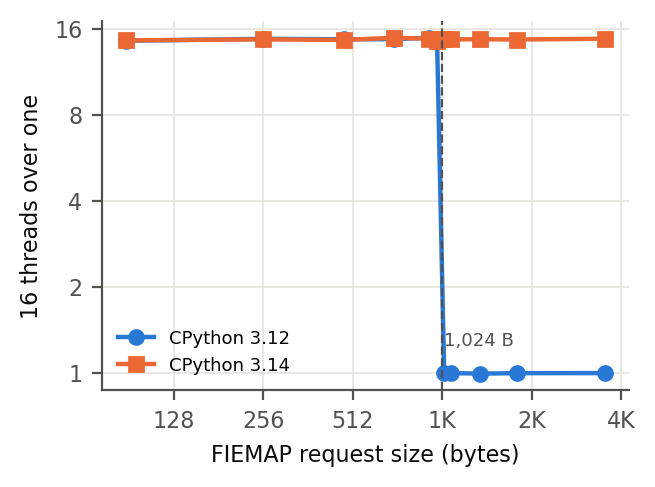 16
8
4
2
1
16 threads over one
1,024 B
CPython 3.12
CPython 3.14
128 256 512 1K 2K 4K
FIEMAP request size (bytes)